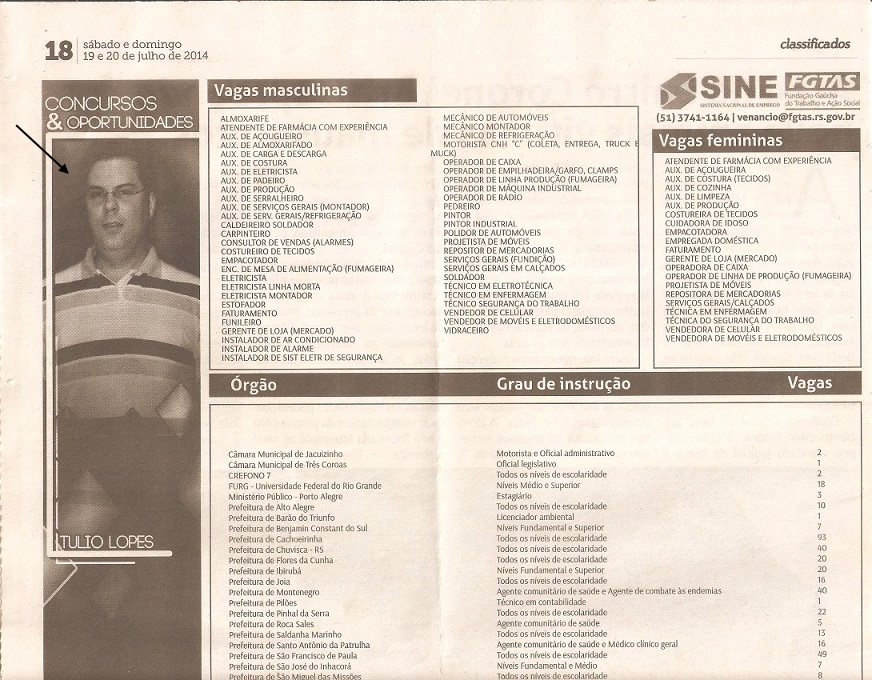 18
sábado e domingo
19 e 20 de julho de 2014
classificados
CONCURSOS
& OPORTUNIDADES
TULIO LOPES
Vagas masculinas
ALMOXARIFE
ATENDENTE DE FARMÁCIA COM EXPERIÊNCIA
AUX. DE AÇOUGUEIRO
AUX. DE ALMOXARIFADO
AUX. DE CARGA E DESCARGA
AUX. DE COSTURA
AUX. DE ELETRICISTA
AUX. DE PADEIRO
AUX. DE PRODUÇÃO
AUX. DE SERRALHEIRO
AUX. DE SERVIÇOS GERAIS (MONTADOR)
AUX. DE SERV. GERAIS/REFRIGERAÇÃO
CALDEIREIRO SOLDADOR
CARPINTEIRO
CONSULTOR DE VENDAS (ALARMES)
COSTUREIRO DE TECIDOS
EMPACOTADOR
ENC. DE MESA DE ALIMENTAÇÃO (FUMAGEIRA)
ELETRICISTA
ELETRICISTA LINHA MORTA
ELETRICISTA MONTADOR
ESTOFADOR
FATURAMENTO
FUNILEIRO
GERENTE DE LOJA (MERCADO)
INSTALADOR DE AR CONDICIONADO
INSTALADOR DE ALARME
INSTALADOR DE SIST ELETR DE SEGURANÇA
MECÂNICO DE AUTOMÓVEIS
MECÂNICO MONTADOR
MECÂNICO DE REFRIGERAÇÃO
MOTORISTA CNH "C" (COLETA, ENTREGA, TRUCK E
MUCK)
OPERADOR DE CAIXA
OPERADOR DE EMPILHADEIRA/GARFO, CLAMPS
OPERADOR DE LINHA PRODUÇÃO (FUMAGEIRA)
OPERADOR DE MÁQUINA INDUSTRIAL
OPERADOR DE RÁDIO
PEDREIRO
PINTOR
PINTOR INDUSTRIAL
POLIDOR DE AUTOMÓVEIS
PROJETISTA DE MÓVEIS
REPOSITOR DE MERCADORIAS
SERVIÇOS GERAIS (FUNDIÇÃO)
SERVIÇOS GERAIS EM CALÇADOS
SOLDADOR
TÉCNICO EM ELETROTÉCNICA
TÉCNICO EM ENFERMAGEM
TÉCNICO SEGURANÇA DO TRABALHO
VENDEDOR DE CELULAR
VENDEDOR DE MOVÉIS E ELETRODOMÉSTICOS
VIDRACEIRO
SINE
SISTEMA NACIONAL DE EMPREGO
FGTAS
Fundação Gaúcha
do Trabalho e Ação Social
(51) 3741-1164 | venancio@fgtas.rs.gov.br
Vagas femininas
ATENDENTE DE FARMÁCIA COM EXPERIÊNCIA
AUX. DE AÇOUGUEIRA
AUX. DE COSTURA (TECIDOS)
AUX. DE COZINHA
AUX. DE LIMPEZA
AUX. DE PRODUÇÃO
COSTUREIRA DE TECIDOS
CUIDADORA DE IDOSO
EMPACOTADORA
EMPREGADA DOMÉSTICA
FATURAMENTO
GERENTE DE LOJA (MERCADO)
OPERADORA DE CAIXA
OPERADOR DE LINHA DE PRODUÇÃO (FUMAGEIRA)
PROJETISTA DE MÓVEIS
REPOSITORA DE MERCADORIAS
SERVIÇOS GERAIS/CALÇADOS
TÉCNICA EM ENFERMAGEM
TÉCNICA DO SEGURANÇA DO TRABALHO
VENDEDORA DE CELULAR
VENDEDORA DE MOVÉIS E ELETRODOMÉSTICOS
Órgão Grau de instrução Vagas
Câmara Municipal de Jacuizinho Motorista e Oficial administrativo 2
Câmara Municipal de Três Coroas Oficial legislativo 1
CREFONO 7 Todos os níveis de escolaridade 2
FURG - Universidade Federal do Rio Grande Níveis Médio e Superior 18
Ministério Público - Porto Alegre Estagiário 3
Prefeitura de Alto Alegre Todos os níveis de escolaridade 10
Prefeitura de Barão do Triunfo Licenciador ambiental 1
Prefeitura de Benjamin Constant do Sul Níveis Fundamental e Superior 7
Prefeitura de Cachoeirinha Todos os níveis de escolaridade 93
Prefeitura de Chuvisca - RS Todos os níveis de escolaridade 40
Prefeitura de Flores da Cunha Todos os níveis de escolaridade 20
Prefeitura de Ibirubá Níveis Fundamental e Superior 20
Prefeitura de Joia Todos os níveis de escolaridade 16
Prefeitura de Montenegro Agente comunitário de saúde e Agente de combate às endemias 40
Prefeitura de Pilões Técnico em contabilidade 1
Prefeitura de Pinhal da Serra Todos os níveis de escolaridade 22
Prefeitura de Roca Sales Agente comunitário de saúde 5
Prefeitura de Saldanha Marinho Todos os níveis de escolaridade 13
Prefeitura de Santo Antônio da Patrulha Agente comunitário de saúde e Médico clínico geral 16
Prefeitura de São Francisco de Paula Todos os níveis de escolaridade 49
Prefeitura de São José do Inhacorá Níveis Fundamental e Médio 7
Prefeitura de São Miguel das Missões Todos os níveis de escolaridade 8